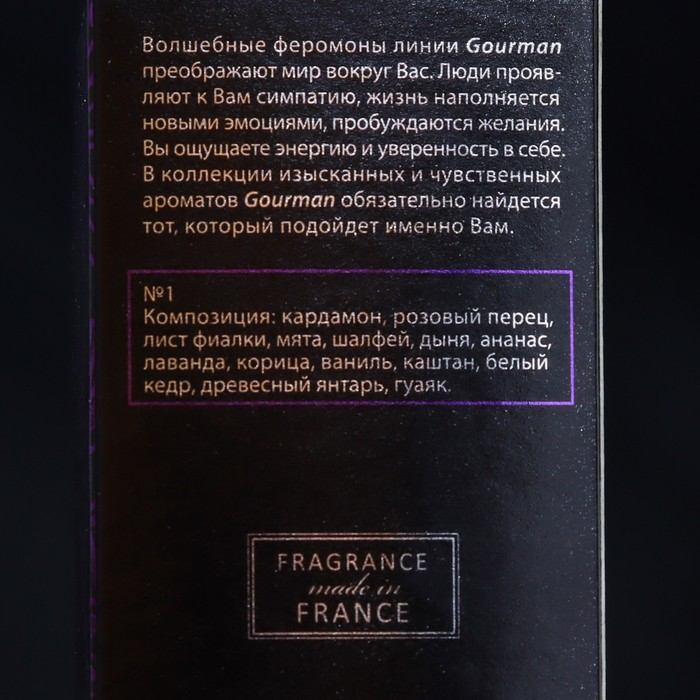 Волшебные феромоны линии Gourman
преображают мир вокруг Вас. Люди прояв-
ляют к Вам симпатию, жизнь наполняется
новыми эмоциями, пробуждаются желания.
Вы ощущаете энергию и уверенность в себе.
В коллекции изысканных и чувственных
ароматов Gourman обязательно найдется
тот, который подойдет именно Вам.
№1
Композиция: кардамон, розовый перец,
лист фиалки, мята, шалфей, дыня, ананас,
лаванда, корица, ваниль, каштан, белый
кедр, древесный янтарь, гуаяк.
FRAGRANCE
made in
FRANCE